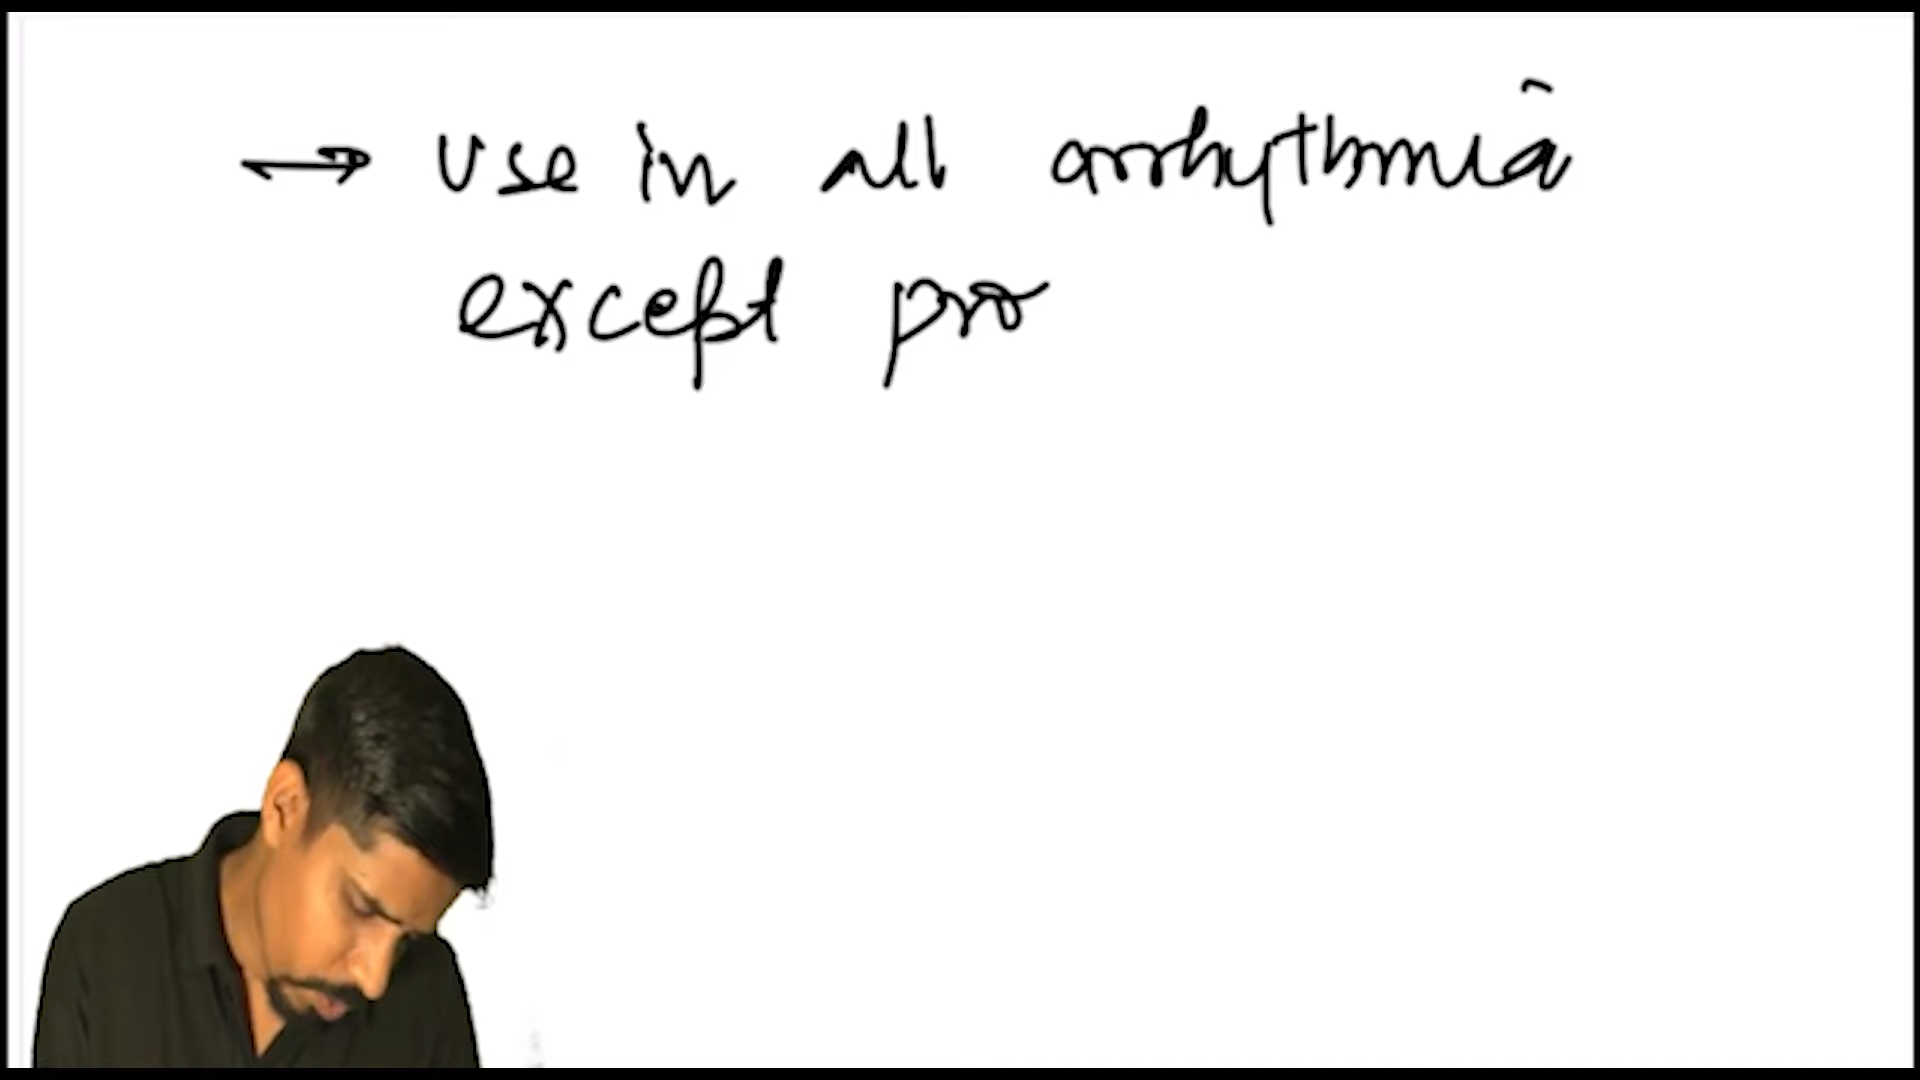 → Use in all arrhythmia
except pro